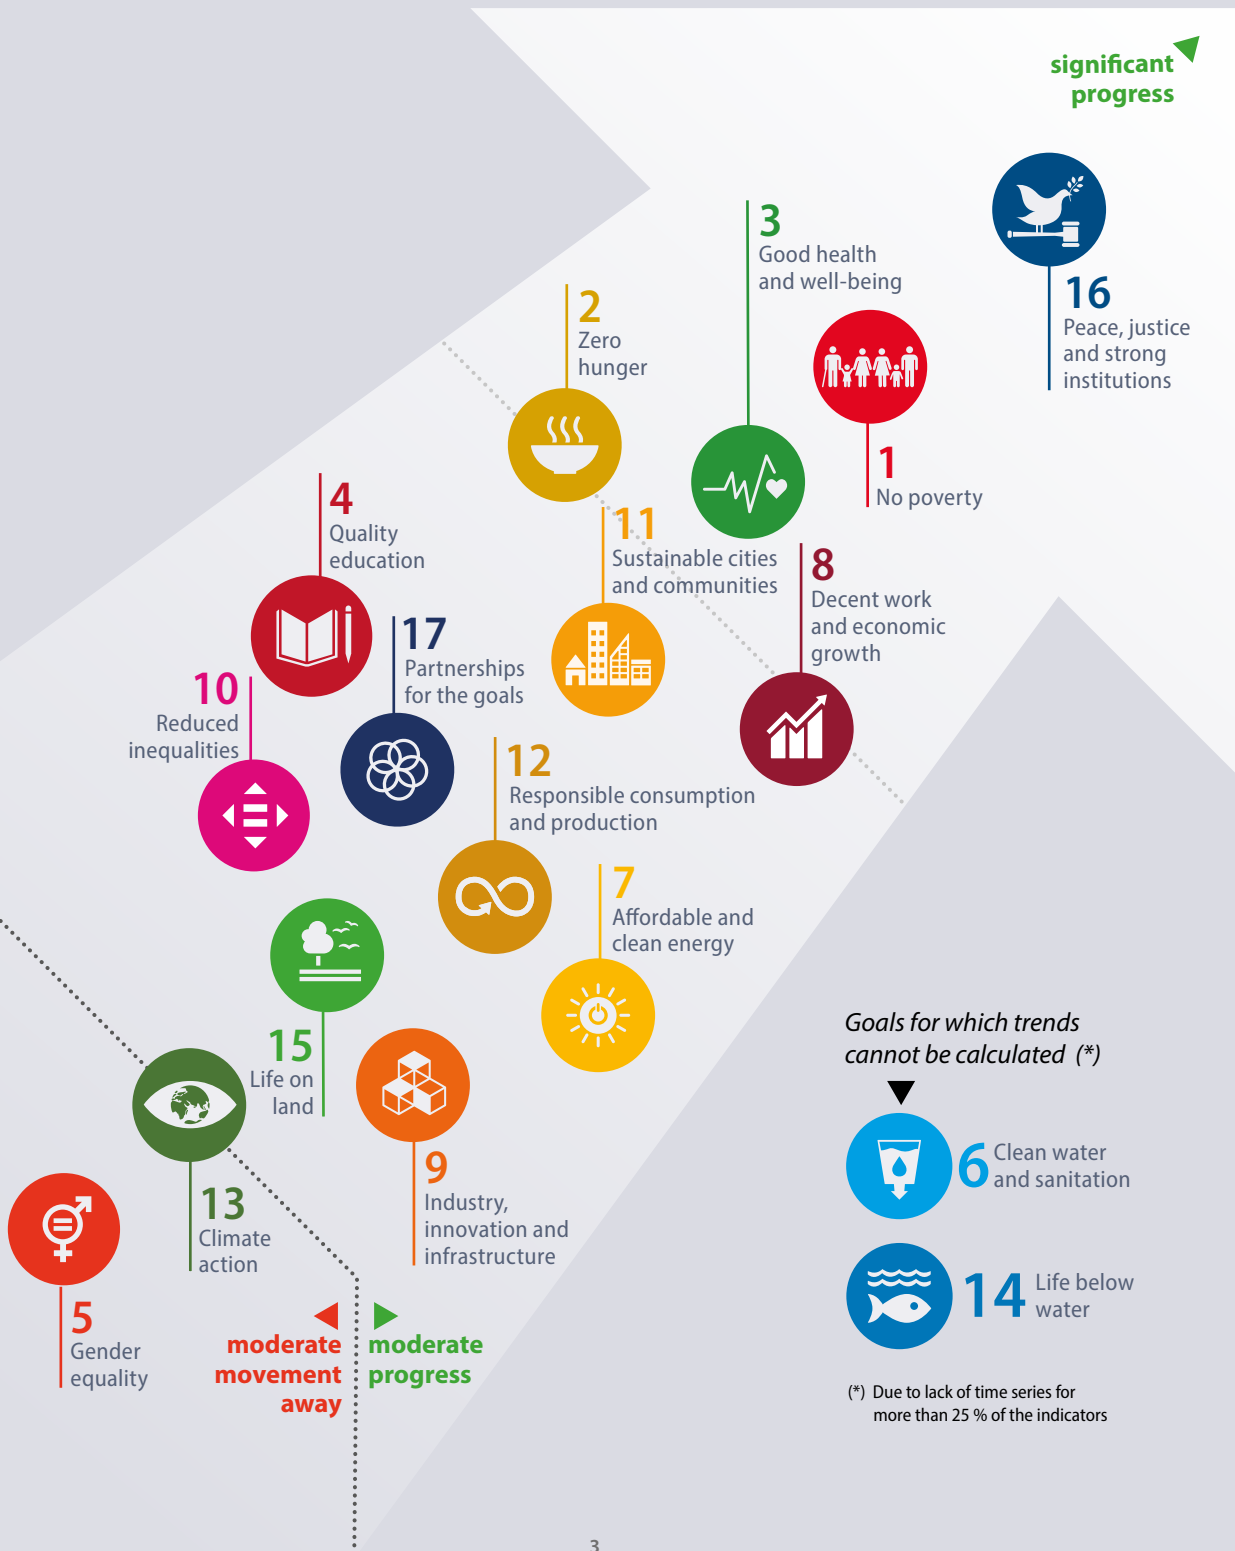 significant
progress
16
Peace, justice
and strong
institutions
3
Good health
and well-being
1
No poverty
2
Zero
hunger
11
Sustainable cities
and communities
8
Decent work
and economic
growth
4
Quality
education
17
Partnerships
for the goals
10
Reduced
inequalities
12
Responsible consumption
and production
7
Affordable and
clean energy
15
Life on
land
9
Industry,
innovation and
infrastructure
13
Climate
action
5
Gender
equality
moderate
movement
away
moderate
progress
Goals for which trends
cannot be calculated (*)
6
Clean water
and sanitation
14
Life below
water
(*) Due to lack of time series for
more than 25 % of the indicators
3